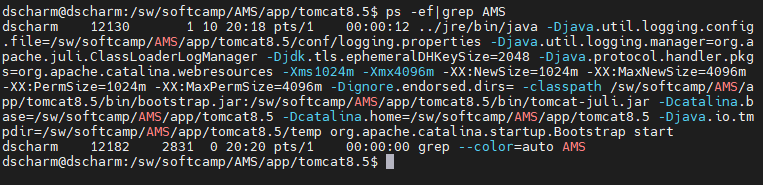 dscharm@dscharm:/sw/softcamp/AMS/app/tomcat8.5$ ps -ef|grep AMS
dscharm    12130       1 10 20:18 pts/1    00:00:12 ../jre/bin/java -Djava.util.logging.config
.file=/sw/softcamp/AMS/app/tomcat8.5/conf/logging.properties -Djava.util.logging.manager=org.a
pache.juli.ClassLoaderLogManager -Djdk.tls.ephemeralDHKeySize=2048 -Djava.protocol.handler.pkg
s=org.apache.catalina.webresources -Xms1024m -Xmx4096m -XX:NewSize=1024m -XX:MaxNewSize=4096m
-XX:PermSize=1024m -XX:MaxPermSize=4096m -Dignore.endorsed.dirs= -classpath /sw/softcamp/AMS/a
pp/tomcat8.5/bin/bootstrap.jar:/sw/softcamp/AMS/app/tomcat8.5/bin/tomcat-juli.jar -Dcatalina.b
ase=/sw/softcamp/AMS/app/tomcat8.5 -Dcatalina.home=/sw/softcamp/AMS/app/tomcat8.5 -Djava.io.tm
pdir=/sw/softcamp/AMS/app/tomcat8.5/temp org.apache.catalina.startup.Bootstrap start
dscharm    12182    2831  0 20:20 pts/1    00:00:00 grep --color=auto AMS
dscharm@dscharm:/sw/softcamp/AMS/app/tomcat8.5$